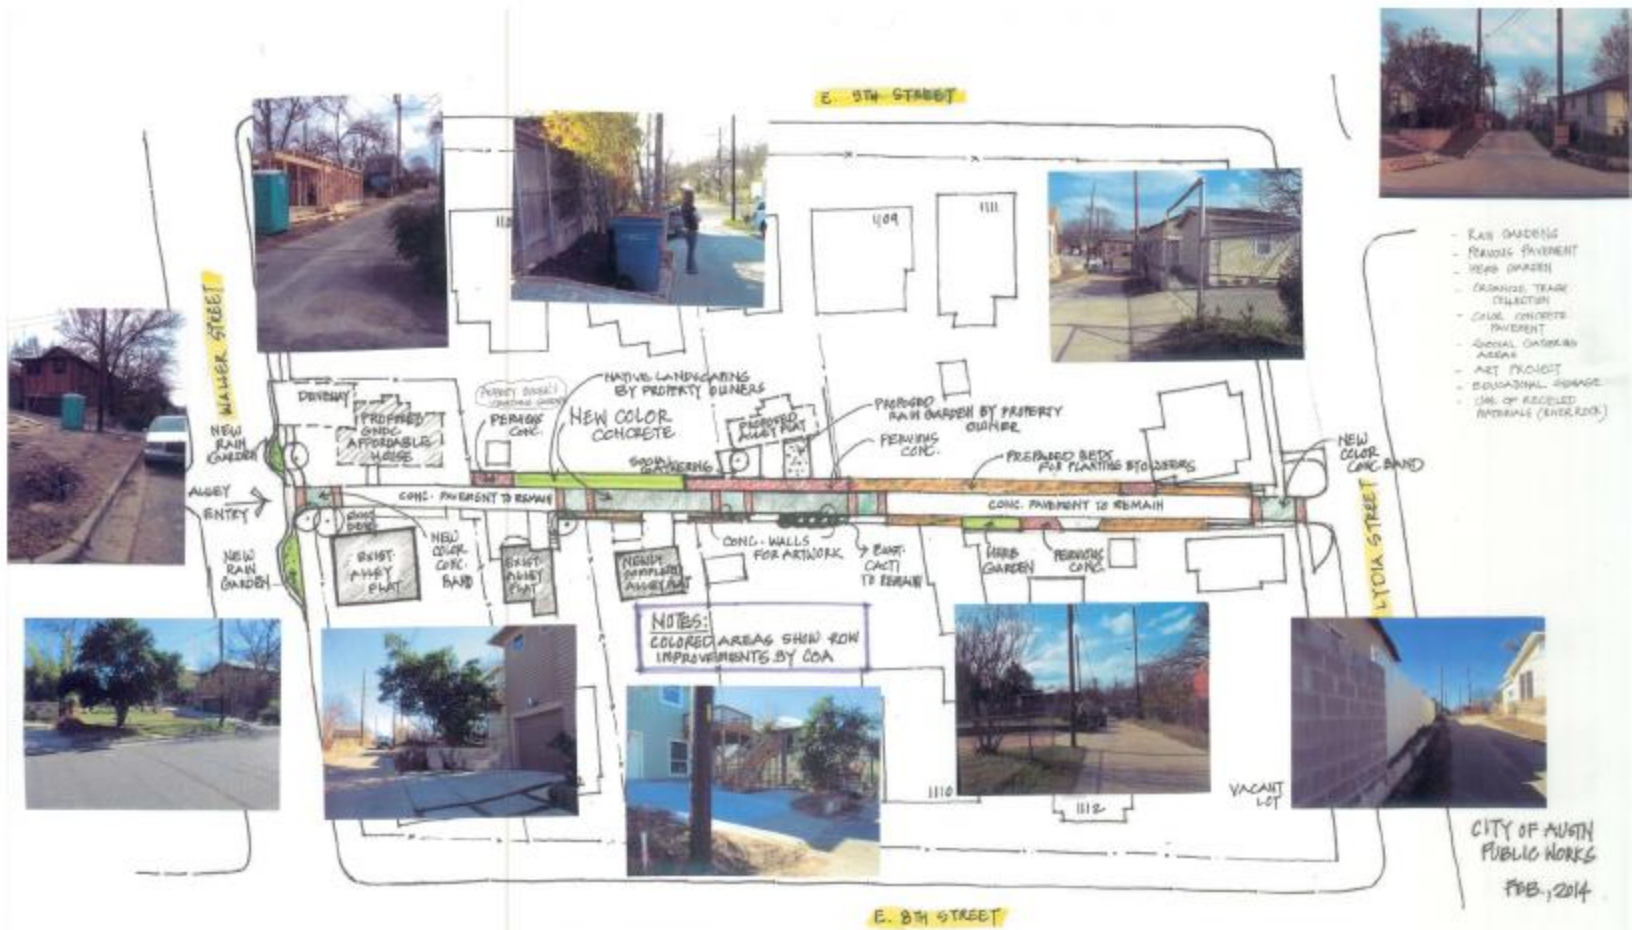 E. 9TH STREET
1109
1111
- RAIN GARDENS
- PERVIOUS PAVEMENT
- HERB GARDEN
- ORGANIZE TRASH
COLLECTION
- COLOR CONCRETE
PAVEMENT
- SOCIAL GATHERING
AREAS
- ART PROJECT
- EDUCATIONAL SIGNAGE
- USE OF RECYCLED
MATERIALS (RIVER ROCK)
WALLER STREET
DRIVEWAY
PROPOSED
GNDC
AFFORDABLE
HOUSE
NEW
RAIN
GARDEN
ALLEY
ENTRY
PERVIOUS
CONC.
NATIVE LANDSCAPING
BY PROPERTY OWNERS
NEW COLOR
CONCRETE
SOCIAL
GATHERING
PROPOSED
ALLEY FLAT
PROPOSED
RAIN GARDEN BY PROPERTY
OWNER
PERVIOUS
CONC.
PREPARED BEDS
FOR PLANTING BY OWNERS
NEW
COLOR
CONC. BAND
CONC. PAVEMENT TO REMAIN
CONC. PAVEMENT TO REMAIN
LYDIA STREET
NEW
RAIN
GARDEN
EXIST.
ALLEY
FLAT
NEW
COLOR
CONC.
BAND
EXIST.
ALLEY
FLAT
NEWLY
COMPLETED
ALLEY FLAT
CONC. WALLS
FOR ARTWORK
EXIST.
CACTI
TO REMAIN
HERB
GARDEN
PERVIOUS
CONC.
NOTES:
COLORED AREAS SHOW ROW
IMPROVEMENTS BY COA
1110
1112
VACANT
LOT
CITY OF AUSTIN
PUBLIC WORKS
FEB., 2014
E. 8TH STREET